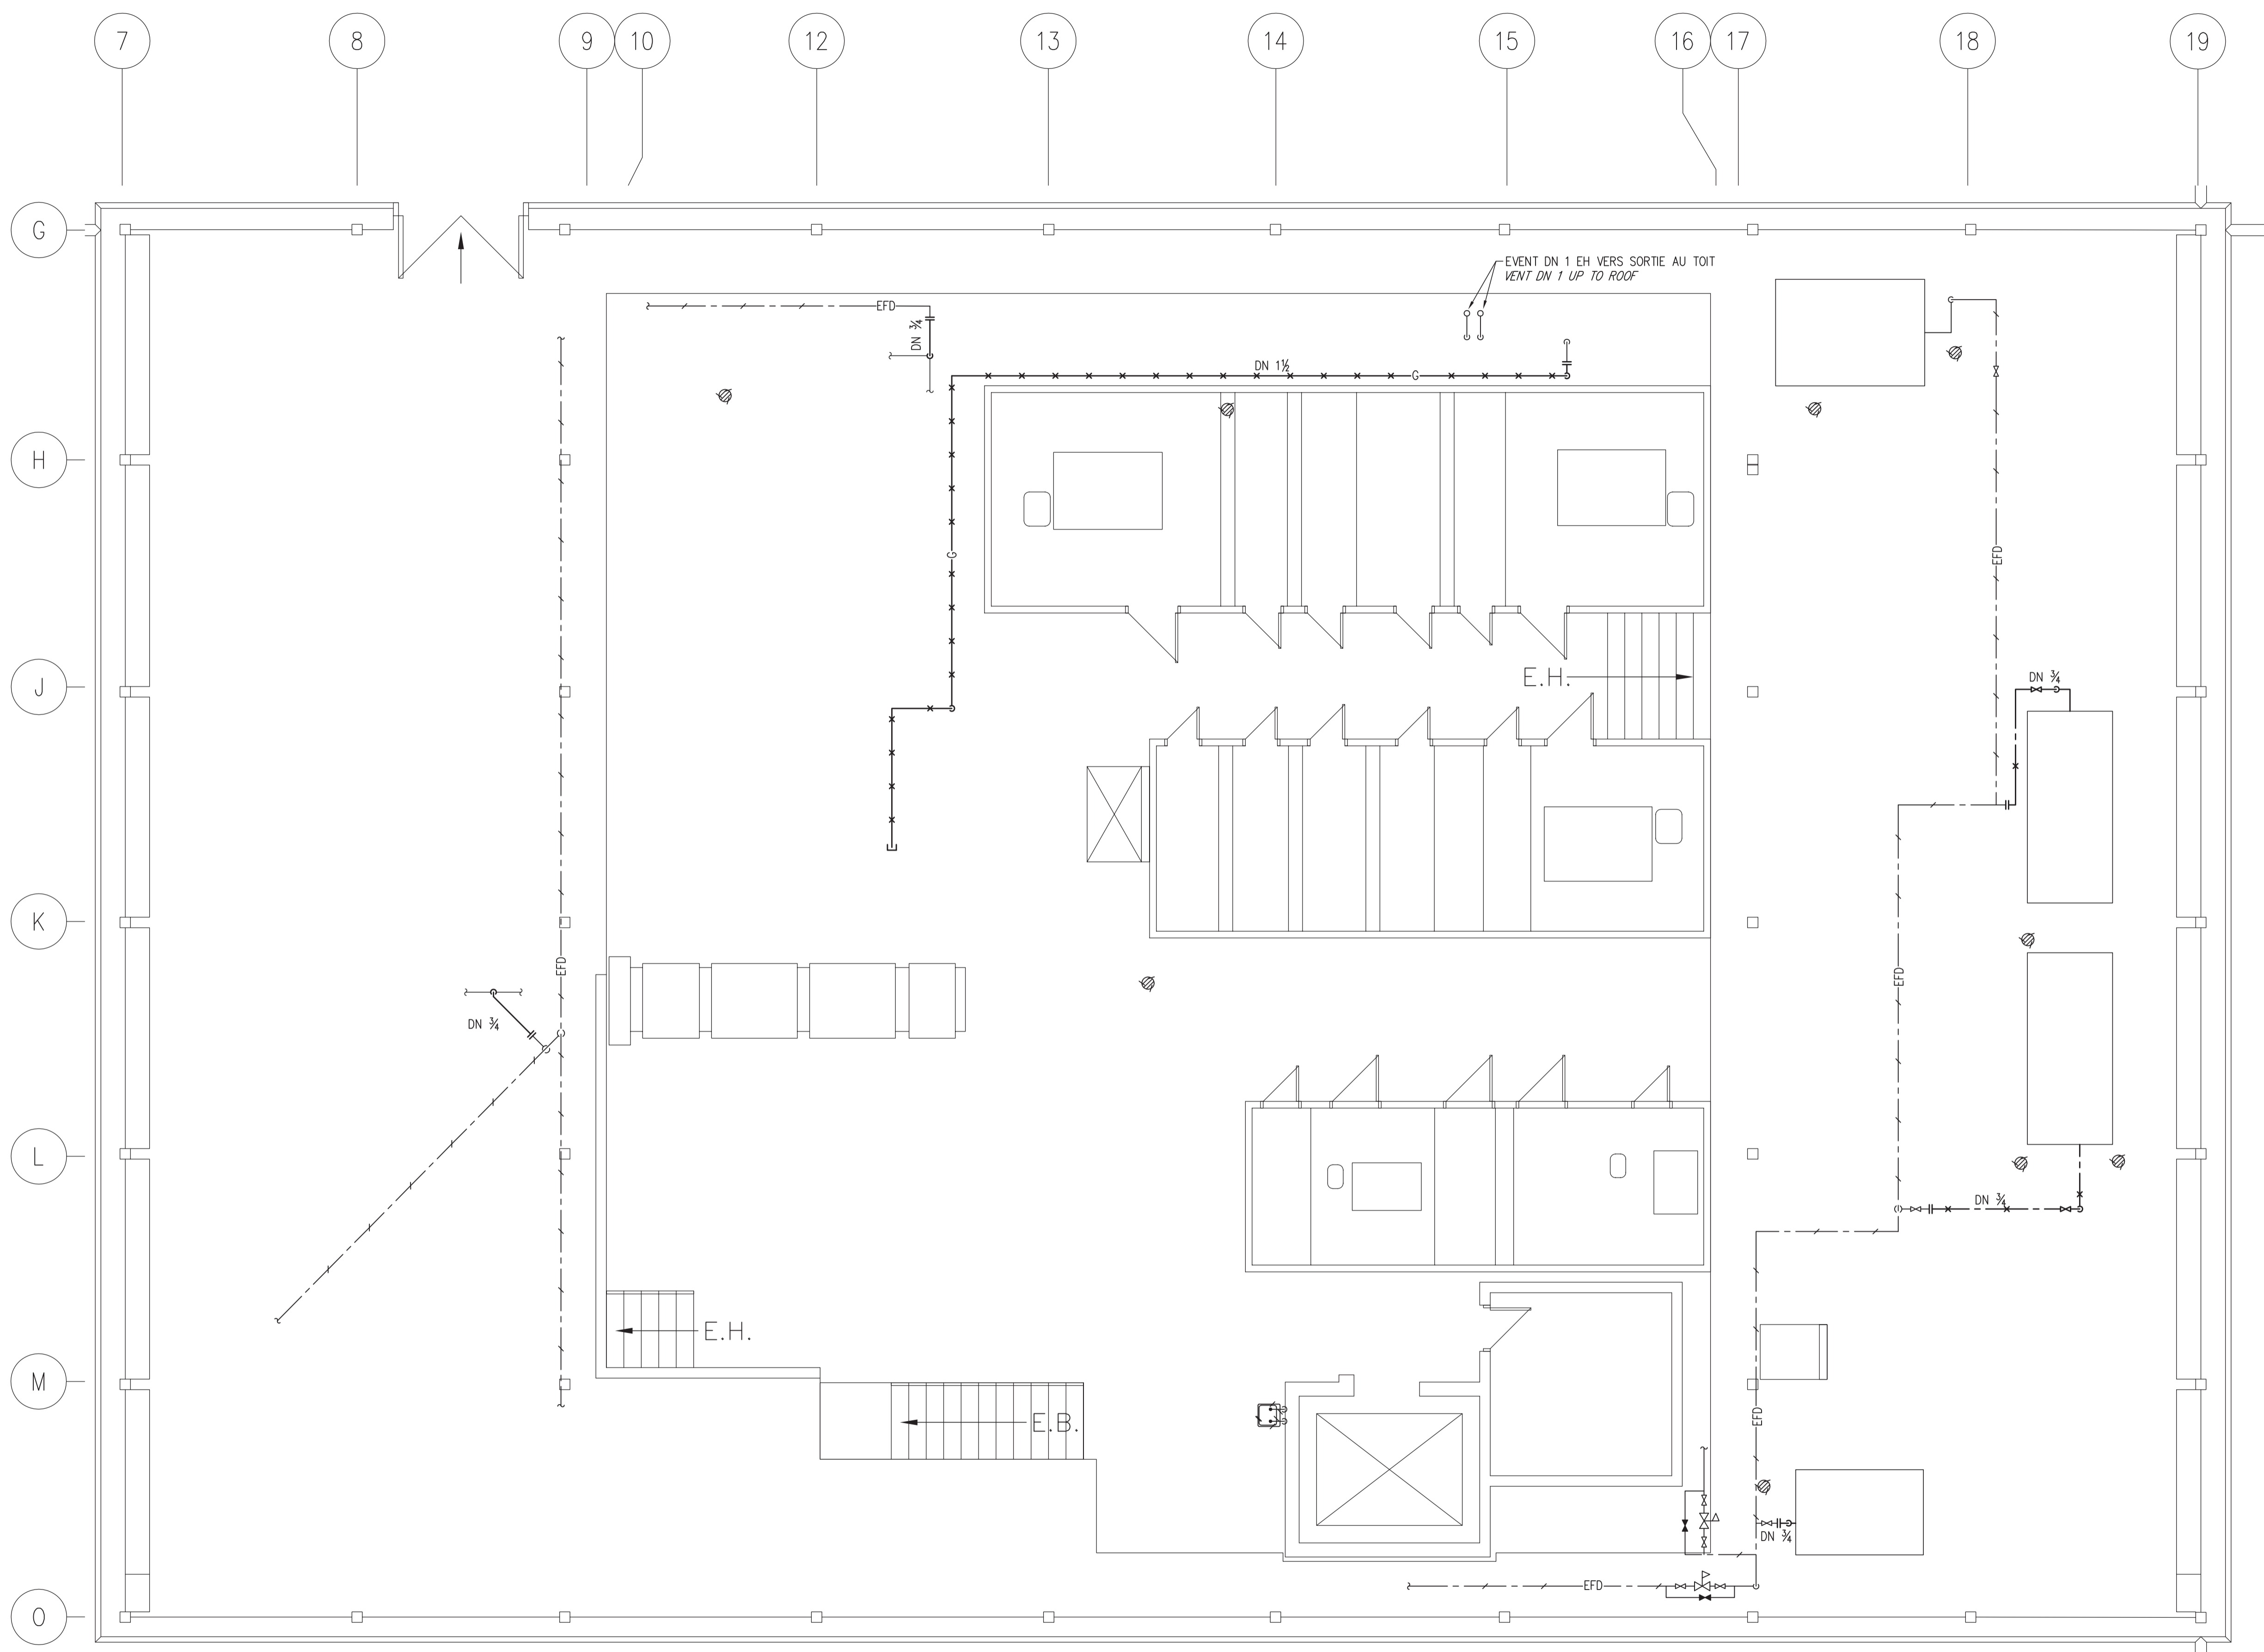 7 8 9 10 12 13 14 15 16 17 18 19
G
EVENT DN 1 EH VERS SORTIE AU TOIT
VENT DN 1 UP TO ROOF
EFD
DN ¾
DN 1½
G
H
G
EFD
J
E.H.
DN ¾
K
EFD
EFD
DN ¾
L
DN ¾
E.H.
M
E.B.
EFD
DN ¾
EFD
O